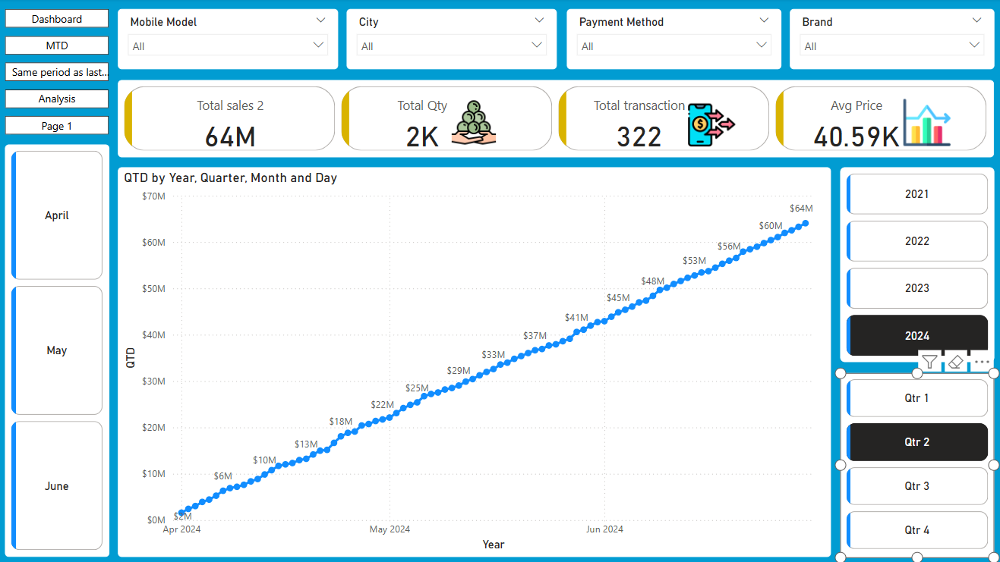 Dashboard
MTD
Same period as last...
Analysis
Page 1
Mobile Model
All
City
All
Payment Method
All
Brand
All
Total sales 2
64M
Total Qty
2K
Total transaction
322
$
Avg Price
40.59K
April
May
June
QTD by Year, Quarter, Month and Day
QTD
$70M
$60M
$50M
$40M
$30M
$20M
$10M
$0M
$2M
$6M
$10M
$13M
$18M
$22M
$25M
$29M
$33M
$37M
$41M
$45M
$48M
$53M
$56M
$60M
$64M
Apr 2024
May 2024
Jun 2024
Year
2021
2022
2023
2024
Qtr 1
Qtr 2
Qtr 3
Qtr 4